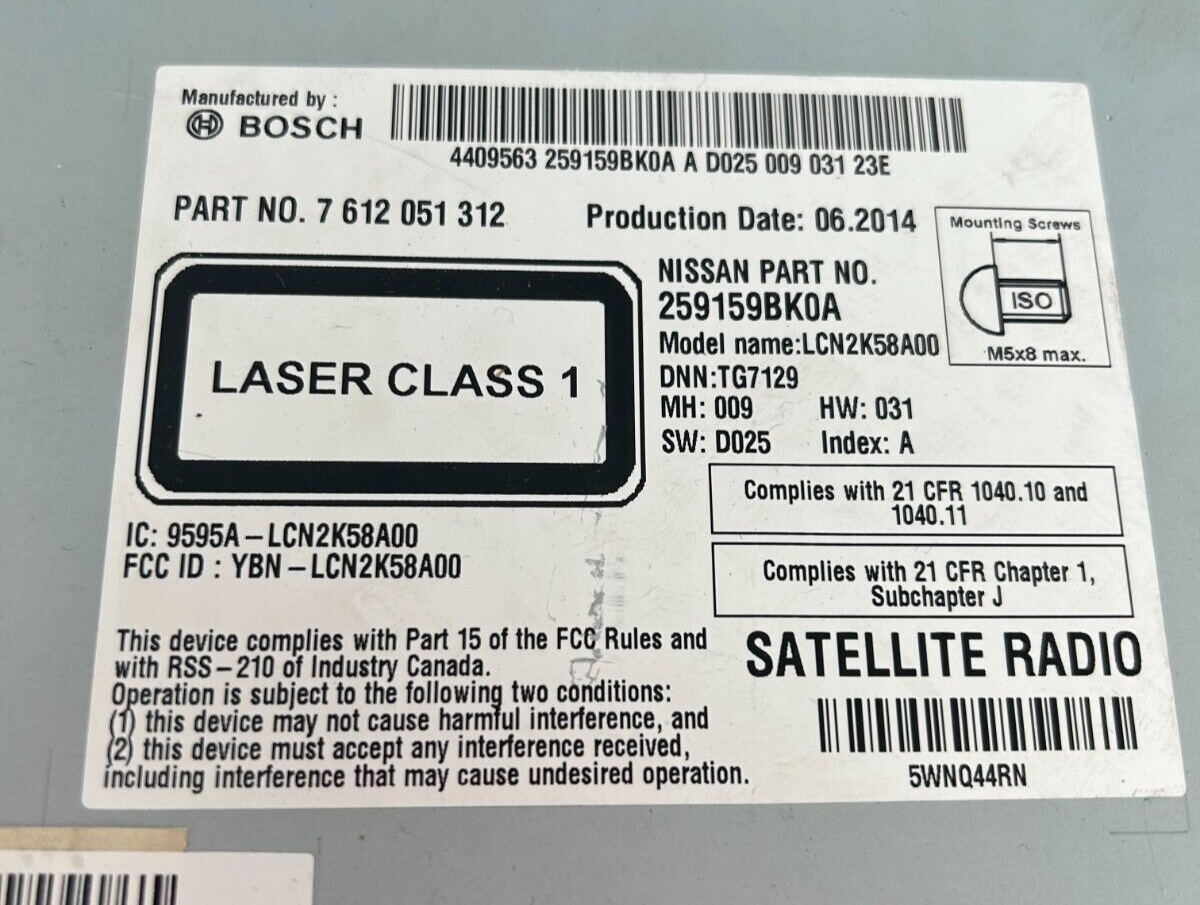 Manufactured by :
BOSCH
4409563 259159BK0A A D025 009 031 23E
PART NO. 7 612 051 312
Production Date: 06.2014
Mounting Screws
ISO
M5x8 max.
LASER CLASS 1
NISSAN PART NO.
259159BK0A
Model name:LCN2K58A00
DNN:TG7129
MH: 009 HW: 031
SW: D025 Index: A
Complies with 21 CFR 1040.10 and
1040.11
Complies with 21 CFR Chapter 1,
Subchapter J
IC: 9595A-LCN2K58A00
FCC ID : YBN-LCN2K58A00
This device complies with Part 15 of the FCC Rules and
with RSS-210 of Industry Canada.
Operation is subject to the following two conditions:
(1) this device may not cause harmful interference, and
(2) this device must accept any interference received,
including interference that may cause undesired operation.
SATELLITE RADIO
5WNQ44RN